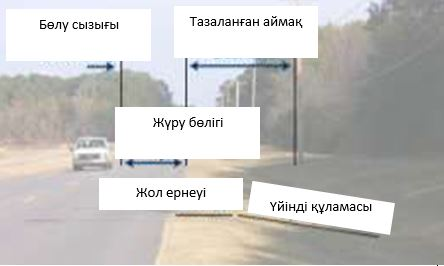 Бөлу сызығы
Тазаланған аймақ
Жүру бөлігі
Жол ернеуі
Үйінді құламасы